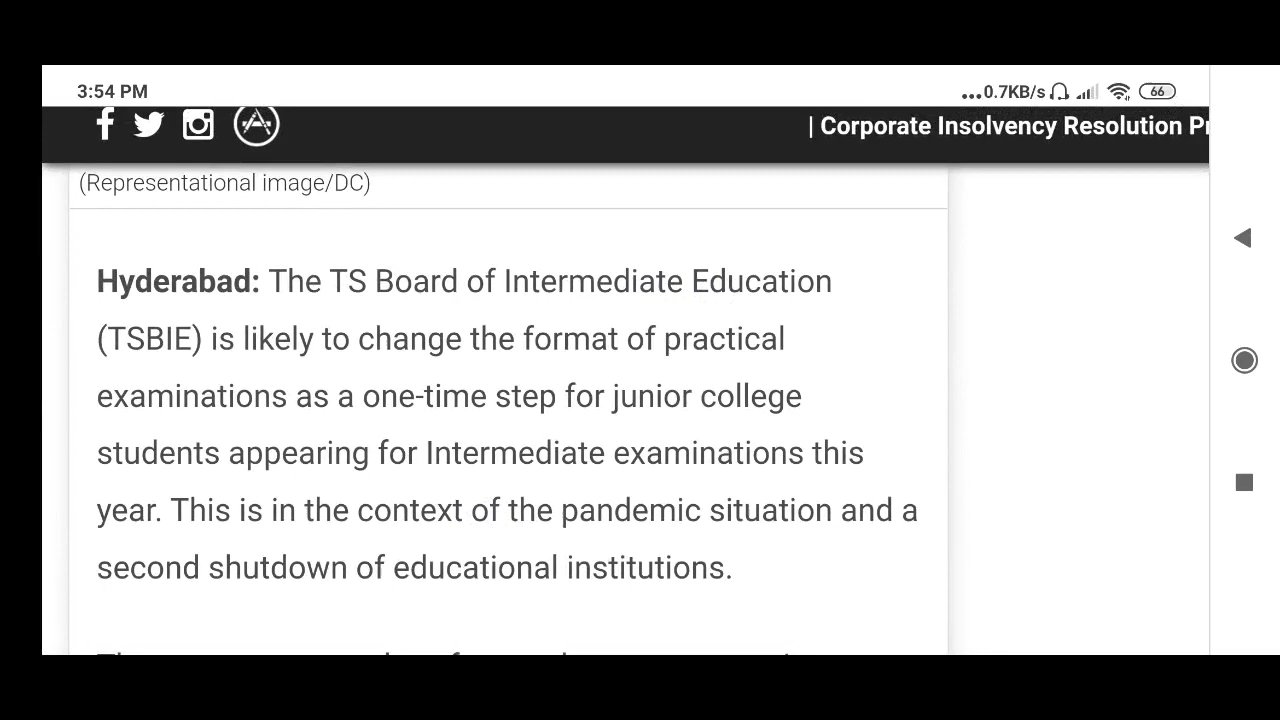 3:54 PM
...0.7KB/s
66
| Corporate Insolvency Resolution
(Representational image/DC)
Hyderabad: The TS Board of Intermediate Education
(TSBIE) is likely to change the format of practical
examinations as a one-time step for junior college
students appearing for Intermediate examinations this
year. This is in the context of the pandemic situation and a
second shutdown of educational institutions.